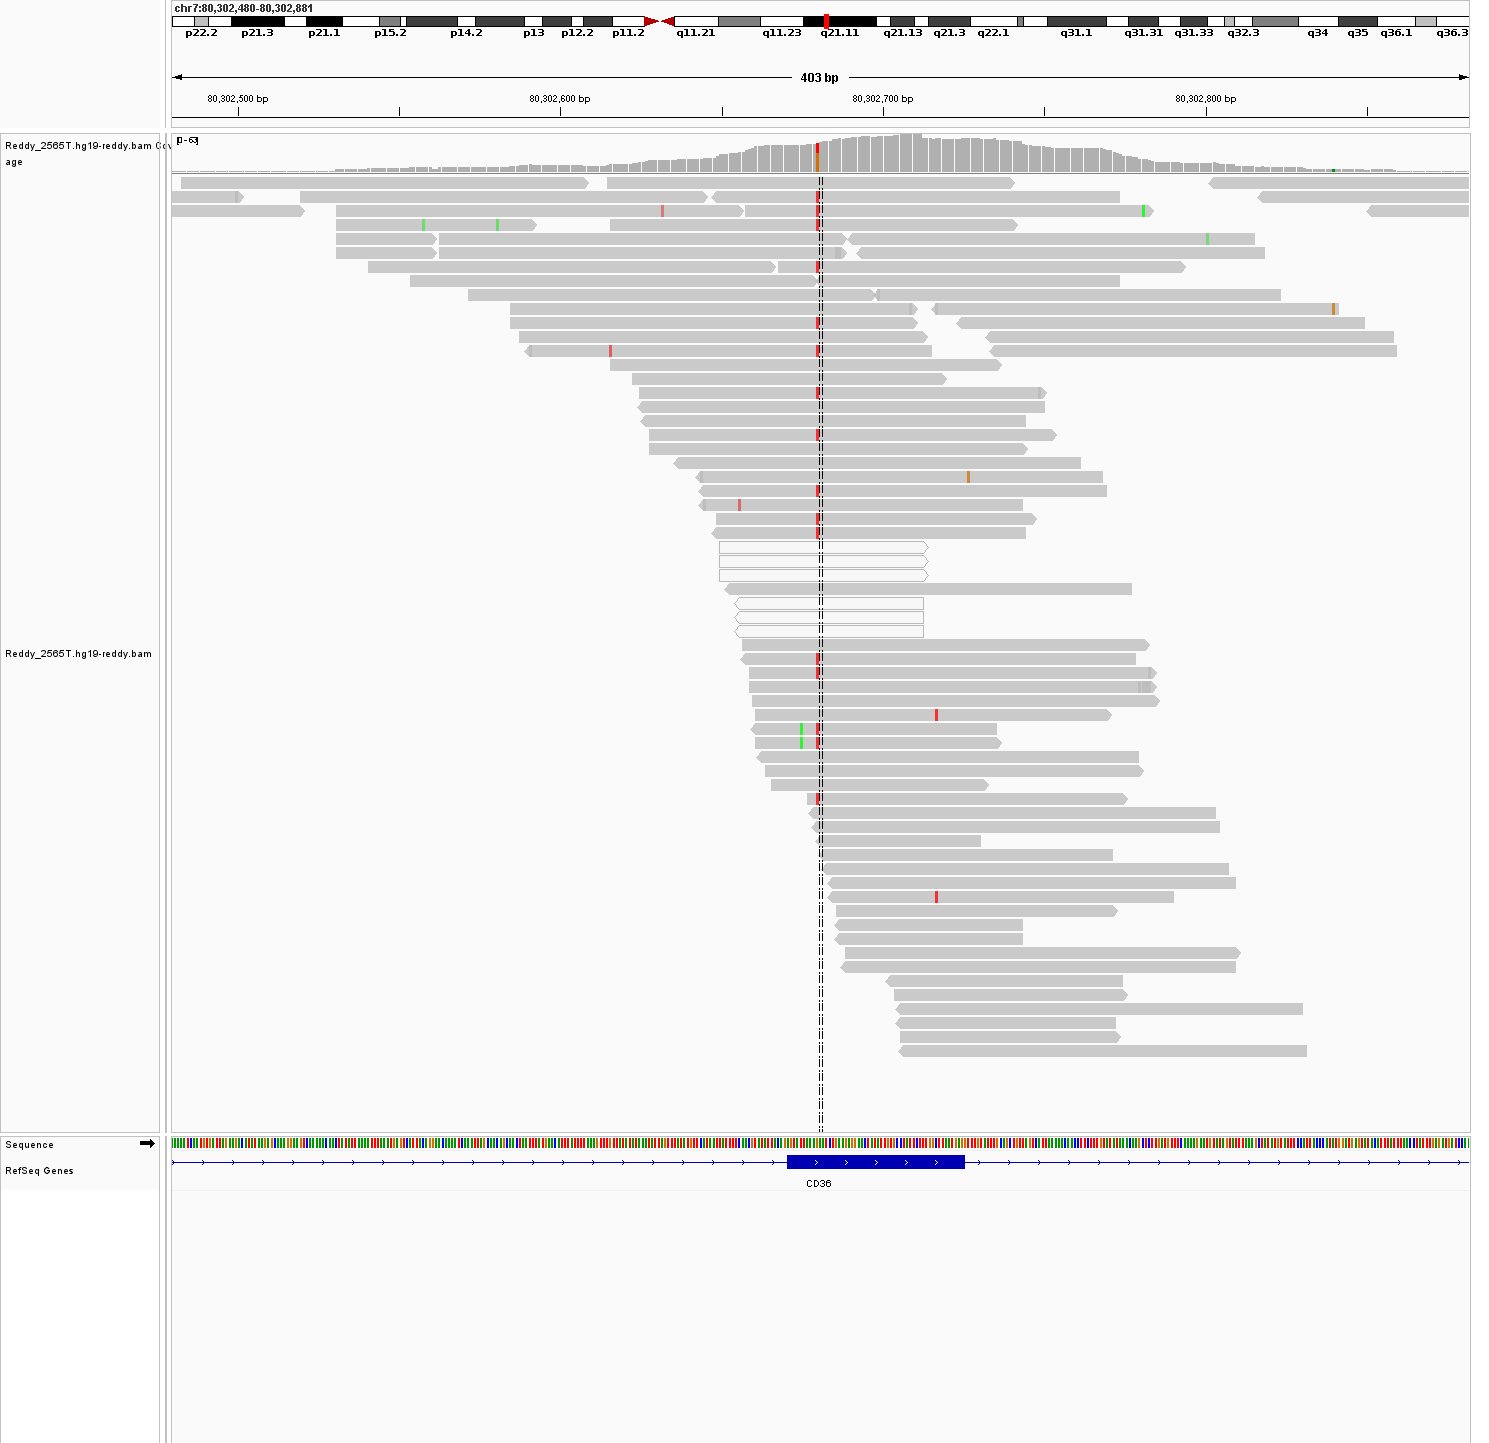 chr7:80,302,480-80,302,881
p22.2 p21.3 p21.1 p15.2 p14.2 p13 p12.2 p11.2 q11.21 q11.23 q21.11 q21.13 q21.3 q22.1 q31.1 q31.31 q31.33 q32.3 q34 q35 q36.1 q36.3
403 bp
80,302,500 bp 80,302,600 bp 80,302,700 bp 80,302,800 bp
[0-63]
Reddy_2565T.hg19-reddy.bam Cov
age
Reddy_2565T.hg19-reddy.bam
Sequence
RefSeq Genes
CD36